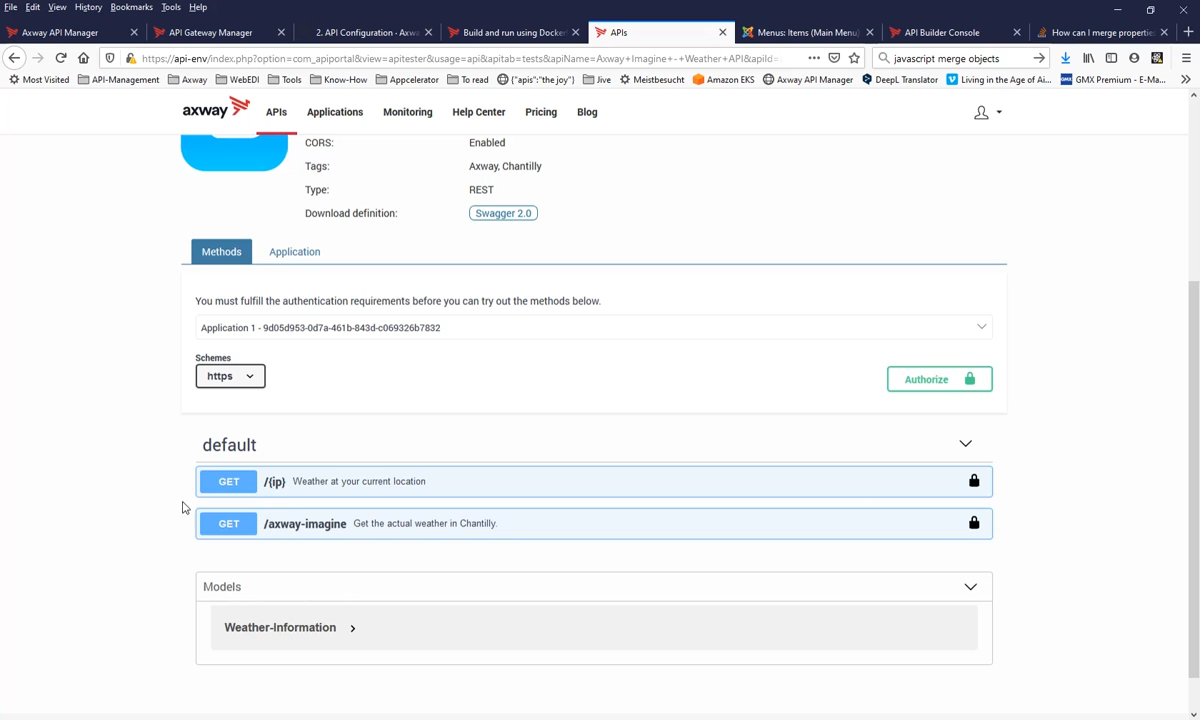 File Edit View History Bookmarks Tools Help
Axway API Manager
API Gateway Manager
2. API Configuration - Axwa
Build and run using Docker
APIs
Menus: Items (Main Menu)
API Builder Console
How can I merge propertie
https://api-env/index.php?option=com_apiportal&view=apitester&usage=api&apitab=tests&apiName=Axway+Imagine+-+Weather+API&apiId=
javascript merge objects
Most Visited
API-Management
Axway
WebEDI
Tools
Know-How
Appcelerator
To read
{"apis":"the joy"}
Jive
Meistbesucht
Amazon EKS
Axway API Manager
DeepL Translator
Living in the Age of Ai...
GMX Premium - E-Ma...
axway
APIs
Applications
Monitoring
Help Center
Pricing
Blog
CORS: Enabled
Tags: Axway, Chantilly
Type: REST
Download definition: Swagger 2.0
Methods
Application
You must fulfill the authentication requirements before you can try out the methods below.
Application 1 - 9d05d953-0d7a-461b-843d-c069326b7832
Schemes
https
Authorize
default
GET /{ip} Weather at your current location
GET /axway-imagine Get the actual weather in Chantilly.
Models
Weather-Information